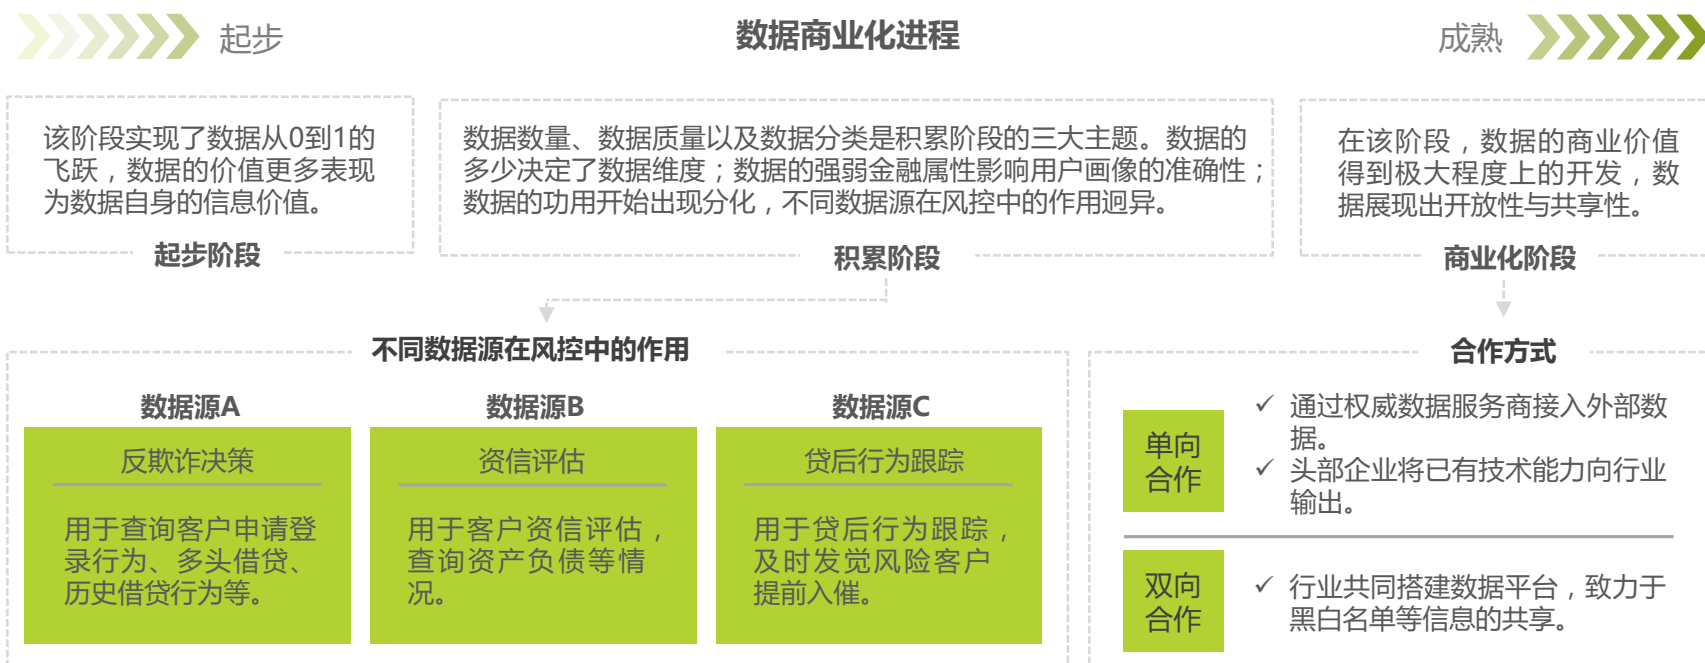 起步
数据商业化进程
成熟
该阶段实现了数据从0到1的
飞跃，数据的价值更多表现
为数据自身的信息价值。
起步阶段
数据数量、数据质量以及数据分类是积累阶段的三大主题。数据的
多少决定了数据维度；数据的强弱金融属性影响用户画像的准确性；
数据的功用开始出现分化，不同数据源在风控中的作用迥异。
积累阶段
在该阶段，数据的商业价值
得到极大程度上的开发，数
据展现出开放性与共享性。
商业化阶段
不同数据源在风控中的作用
数据源A
反欺诈决策
用于查询客户申请登
录行为、多头借贷、
历史借贷行为等。
数据源B
资信评估
用于客户资信评估，
查询资产负债等情
况。
数据源C
贷后行为跟踪
用于贷后行为跟踪，
及时发觉风险客户
提前入催。
合作方式
单向
合作
✓ 通过权威数据服务商接入外部数
据。
✓ 头部企业将已有技术能力向行业
输出。
双向
合作
✓ 行业共同搭建数据平台，致力于
黑白名单等信息的共享。